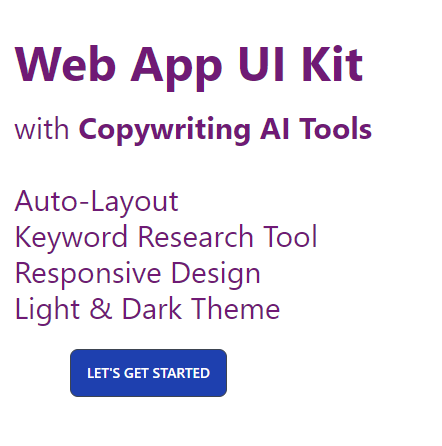 Web App UI Kit
with Copywriting AI Tools
Auto-Layout
Keyword Research Tool
Responsive Design
Light & Dark Theme
LET'S GET STARTED